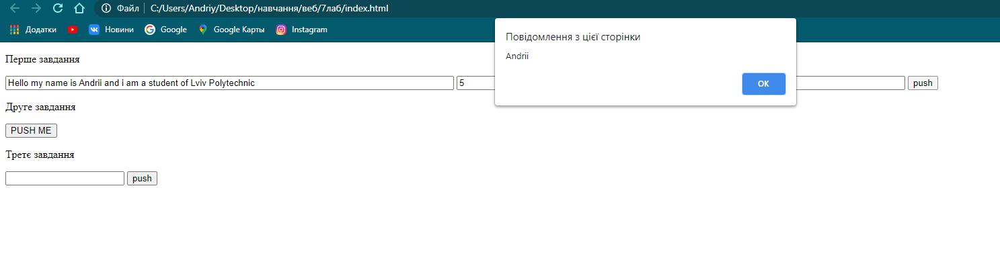 Файл C:/Users/Andriy/Desktop/навчання/веб/7лаб/index.html
Додатки Новини Google Google Карты Instagram
Повідомлення з цієї сторінки
Andrii
OK
Перше завдання
Hello my name is Andrii and i am a student of Lviv Polytechnic 5 push
Друге завдання
PUSH ME
Третє завдання
push